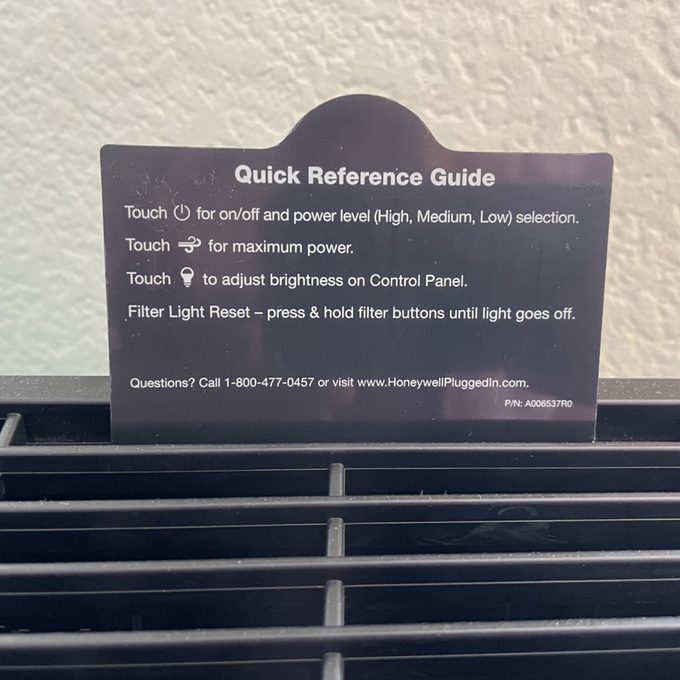 Quick Reference Guide
Touch for on/off and power level (High, Medium, Low) selection.
Touch for maximum power.
Touch to adjust brightness on Control Panel.
Filter Light Reset – press & hold filter buttons until light goes off.
Questions? Call 1-800-477-0457 or visit www.HoneywellPluggedIn.com.
P/N: A006537R0